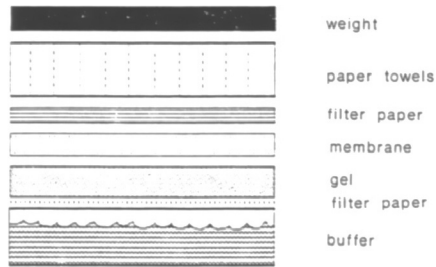 weight
paper towels
filter paper
membrane
gel
filter paper
buffer